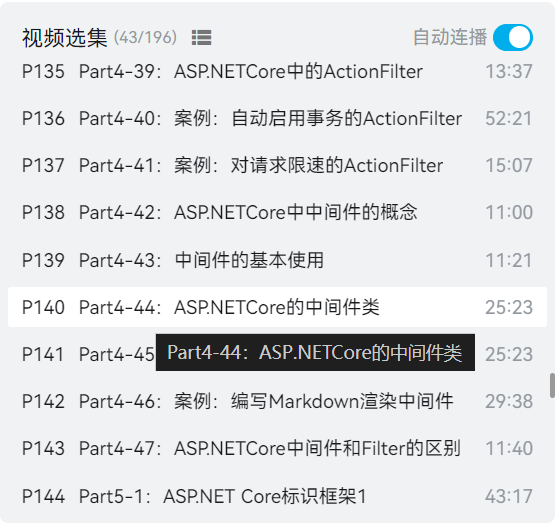 视频选集 (43/196) 自动连播
P135 Part4-39：ASP.NETCore中的ActionFilter 13:37
P136 Part4-40：案例：自动启用事务的ActionFilter 52:21
P137 Part4-41：案例：对请求限速的ActionFilter 15:07
P138 Part4-42：ASP.NETCore中中间件的概念 11:00
P139 Part4-43：中间件的基本使用 11:21
P140 Part4-44：ASP.NETCore的中间件类 25:23
P141 Part4-45 25:23
Part4-44：ASP.NETCore的中间件类
P142 Part4-46：案例：编写Markdown渲染中间件 29:38
P143 Part4-47：ASP.NETCore中间件和Filter的区别 11:40
P144 Part5-1：ASP.NET Core标识框架1 43:17